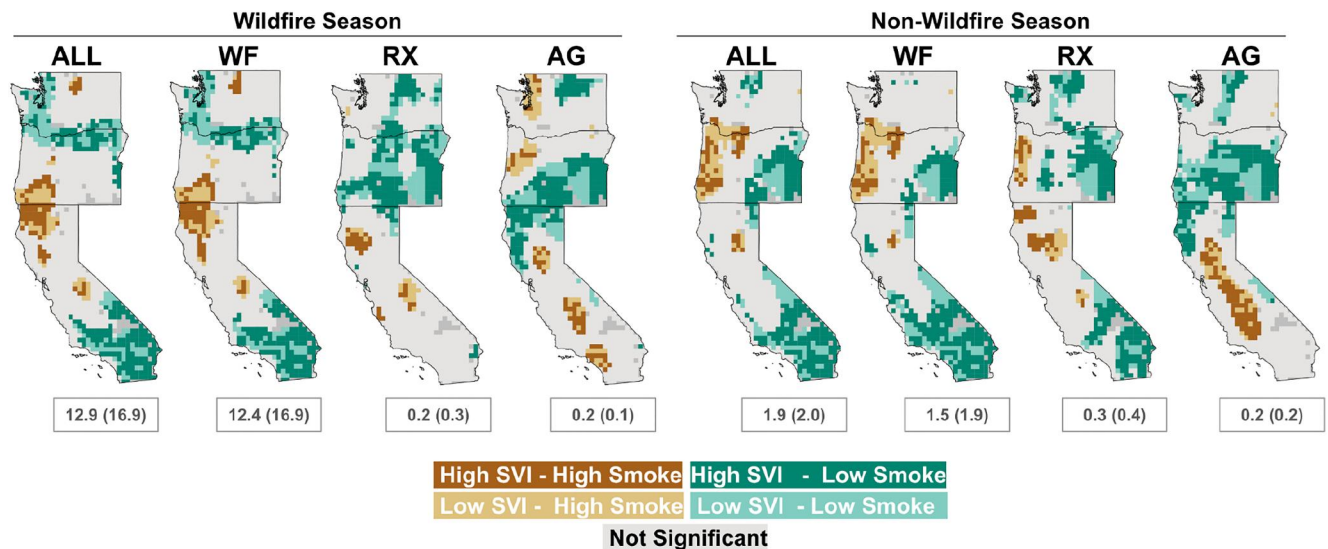 Wildfire Season
Non-Wildfire Season
ALL WF RX AG ALL WF RX AG
12.9 (16.9) 12.4 (16.9) 0.2 (0.3) 0.2 (0.1) 1.9 (2.0) 1.5 (1.9) 0.3 (0.4) 0.2 (0.2)
High SVI - High Smoke High SVI - Low Smoke
Low SVI - High Smoke Low SVI - Low Smoke
Not Significant